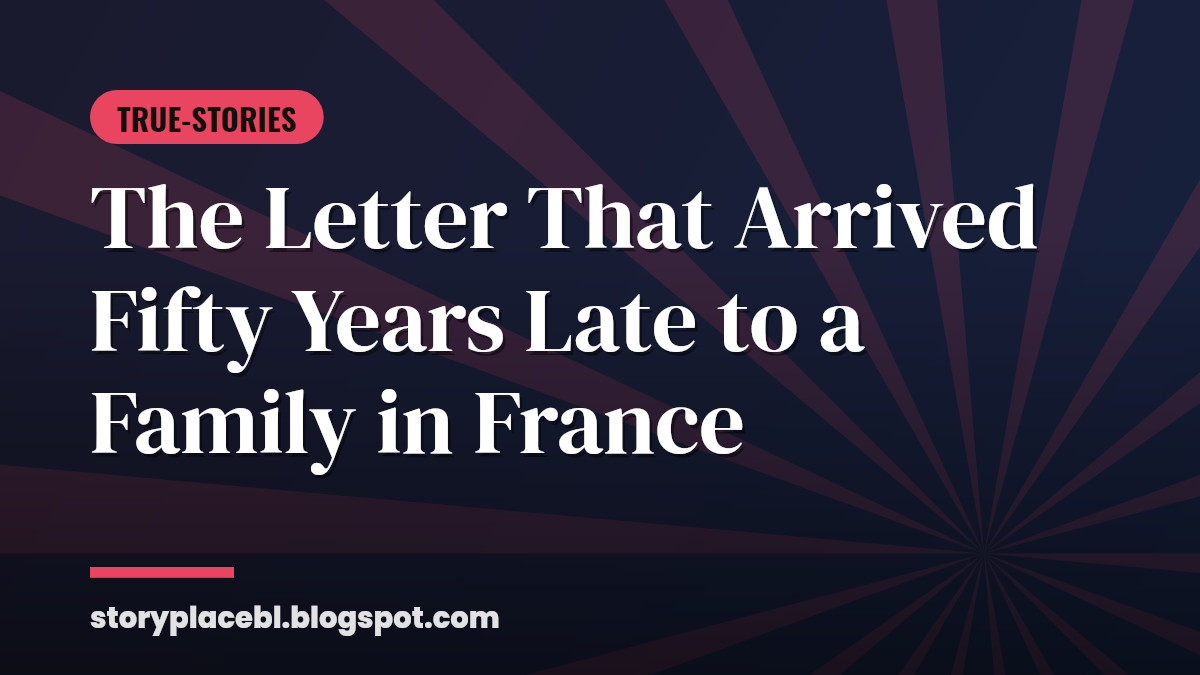 TRUE-STORIES
The Letter That Arrived
Fifty Years Late to a
Family in France
storyplacebl.blogspot.com